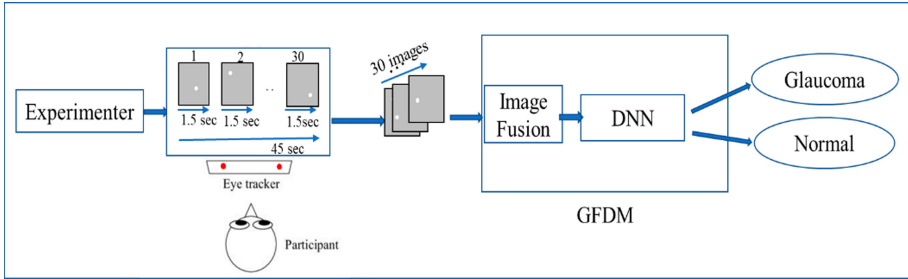 Experimenter
1
2
30
. .
1.5 sec
1.5 sec
1.5sec
45 sec
Eye tracker
Participant
30 images
...
Image
Fusion
DNN
GFDM
Glaucoma
Normal